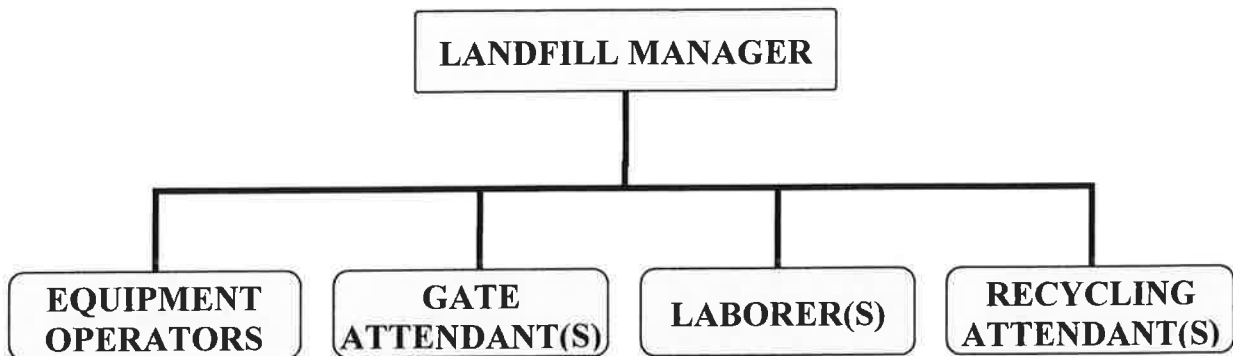 LANDFILL MANAGER
EQUIPMENT
OPERATORS
GATE
ATTENDANT(S)
LABORER(S)
RECYCLING
ATTENDANT(S)